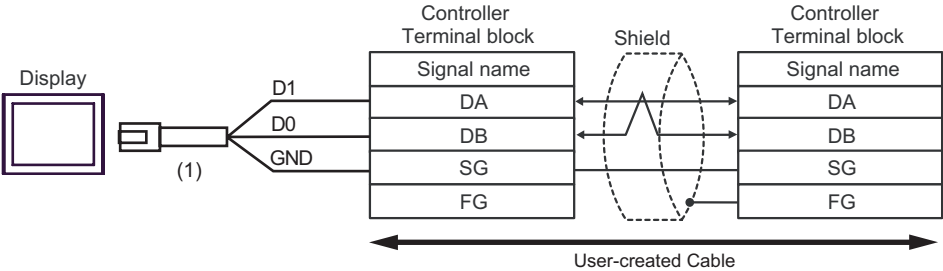 Controller
Terminal block
Controller
Terminal block
Shield
Signal name
Signal name
Display
D1
DA
DA
D0
DB
DB
GND
(1)
SG
SG
FG
FG
User-created Cable